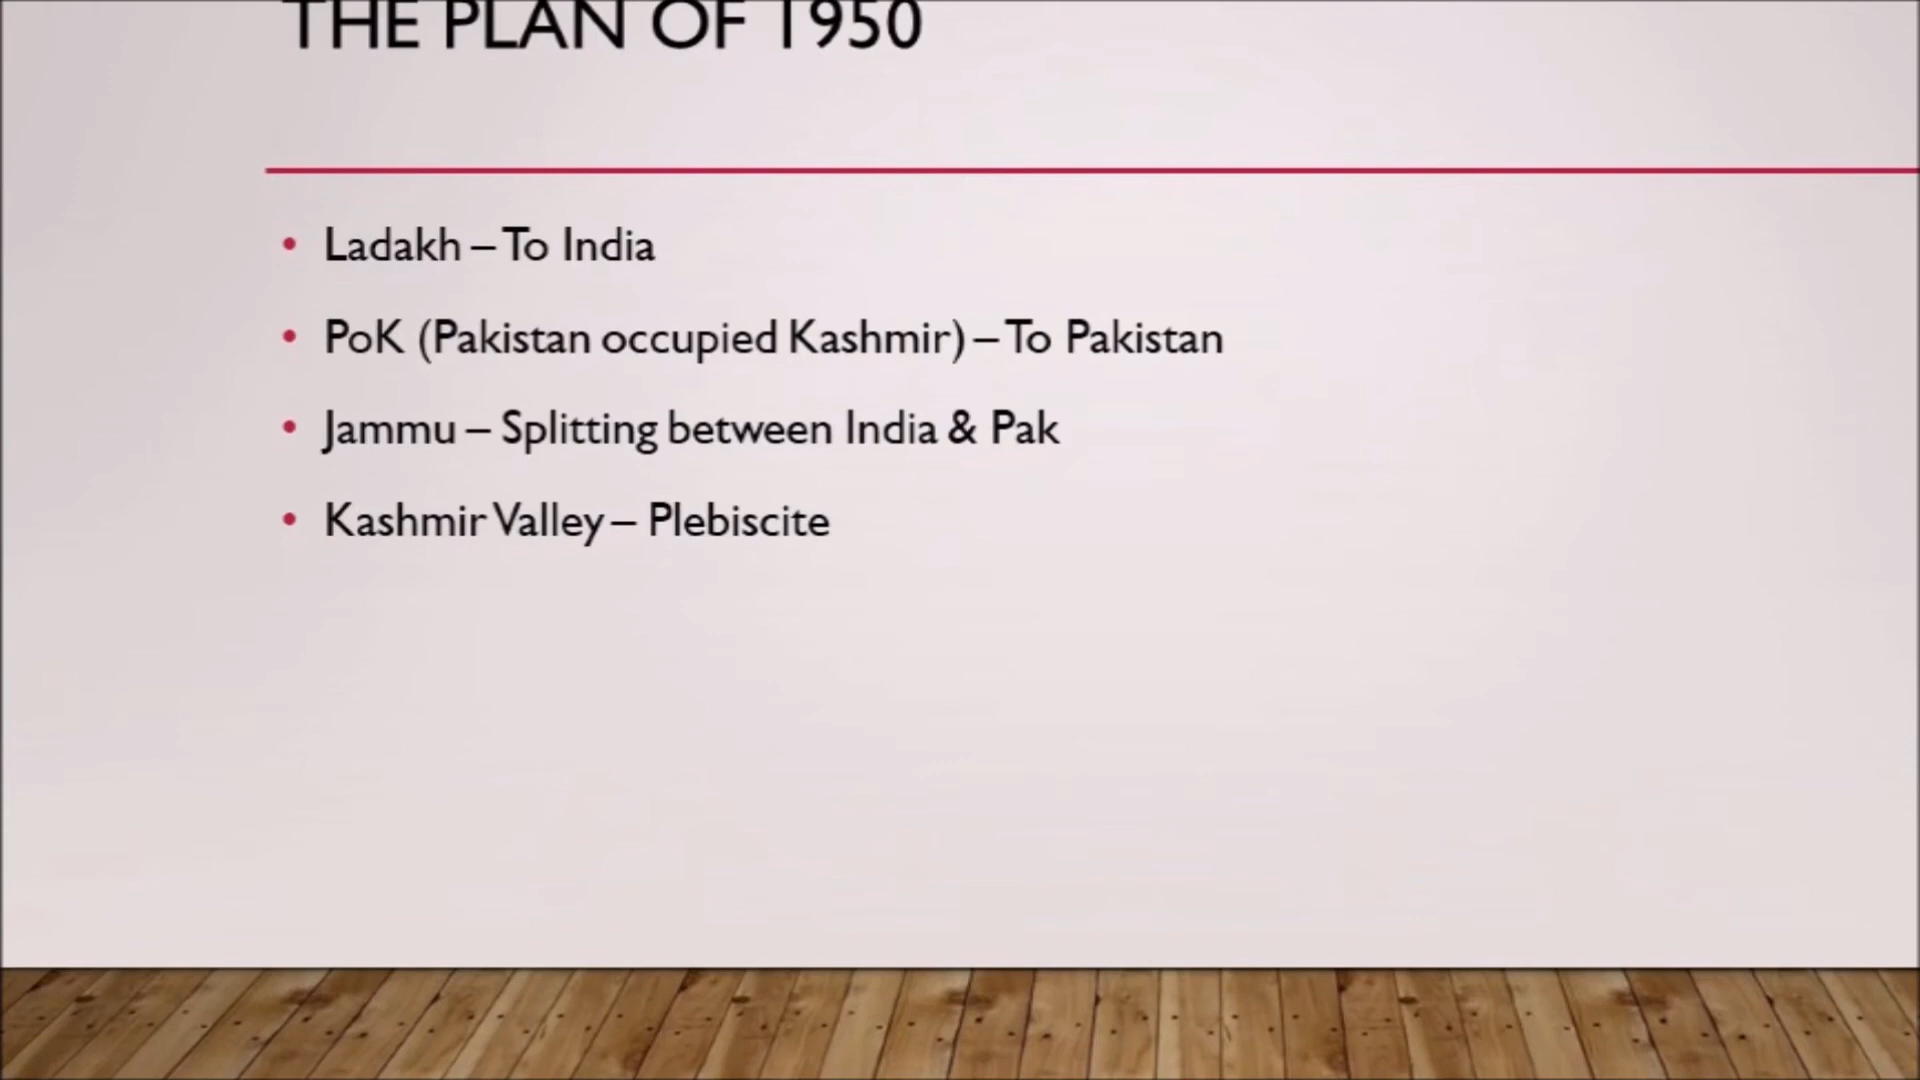 THE PLAN OF 1950
• Ladakh – To India
• PoK (Pakistan occupied Kashmir) – To Pakistan
• Jammu – Splitting between India & Pak
• Kashmir Valley – Plebiscite